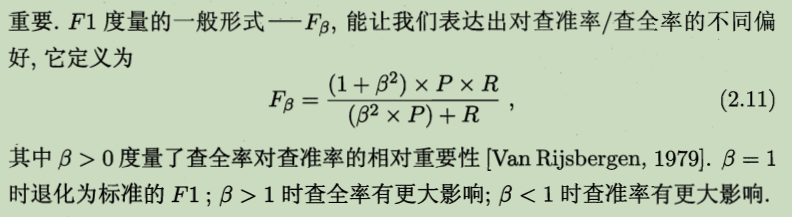 重要. F1 度量的一般形式——Fβ, 能让我们表达出对查准率/查全率的不同偏
好, 它定义为
Fβ = (1 + β²) × P × R / (β² × P) + R , (2.11)
其中 β > 0 度量了查全率对查准率的相对重要性 [Van Rijsbergen, 1979]. β = 1
时退化为标准的 F1 ; β > 1 时查全率有更大影响; β < 1 时查准率有更大影响.